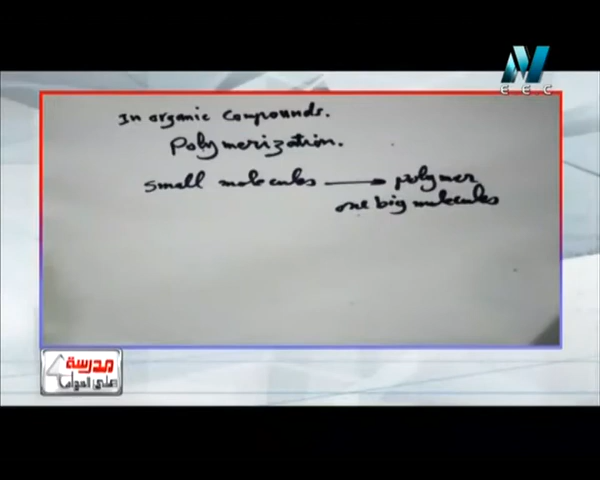 EEC
In organic compounds.
Polymerization.
small molecules → polymer
one big molecules
مدرسة
على الهواء